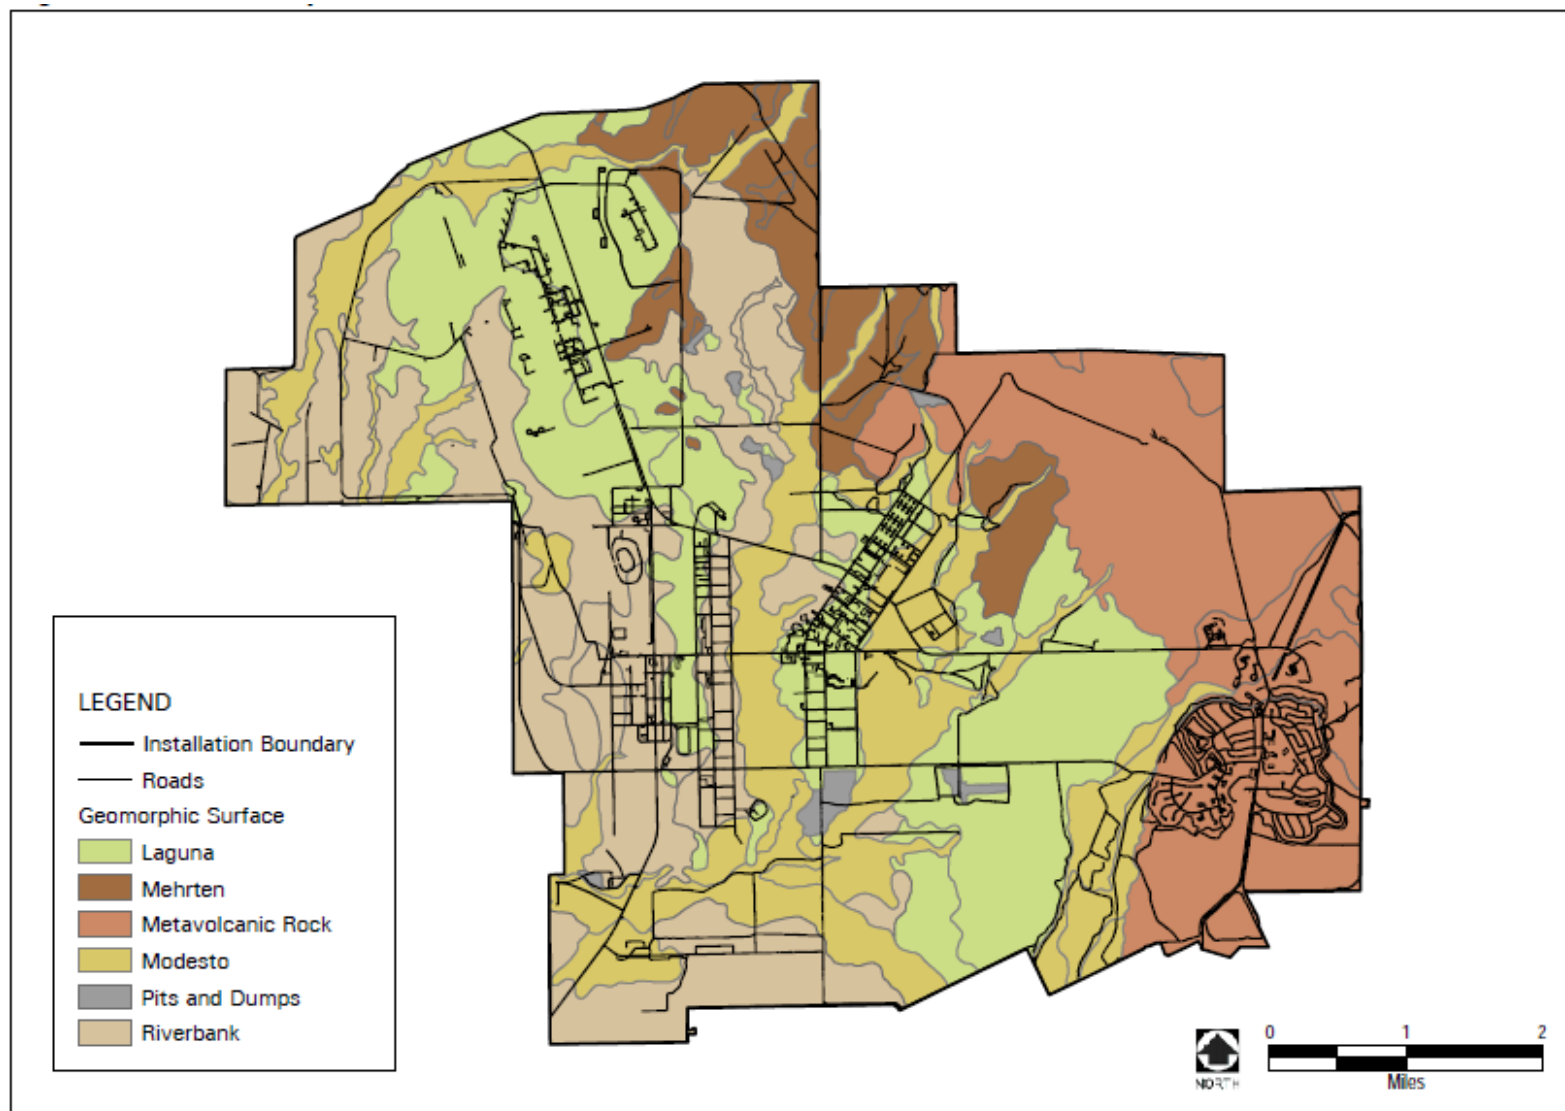 LEGEND
Installation Boundary
Roads
Geomorphic Surface
Laguna
Mehrten
Metavolcanic Rock
Modesto
Pits and Dumps
Riverbank
NORTH
0 1 2
Miles